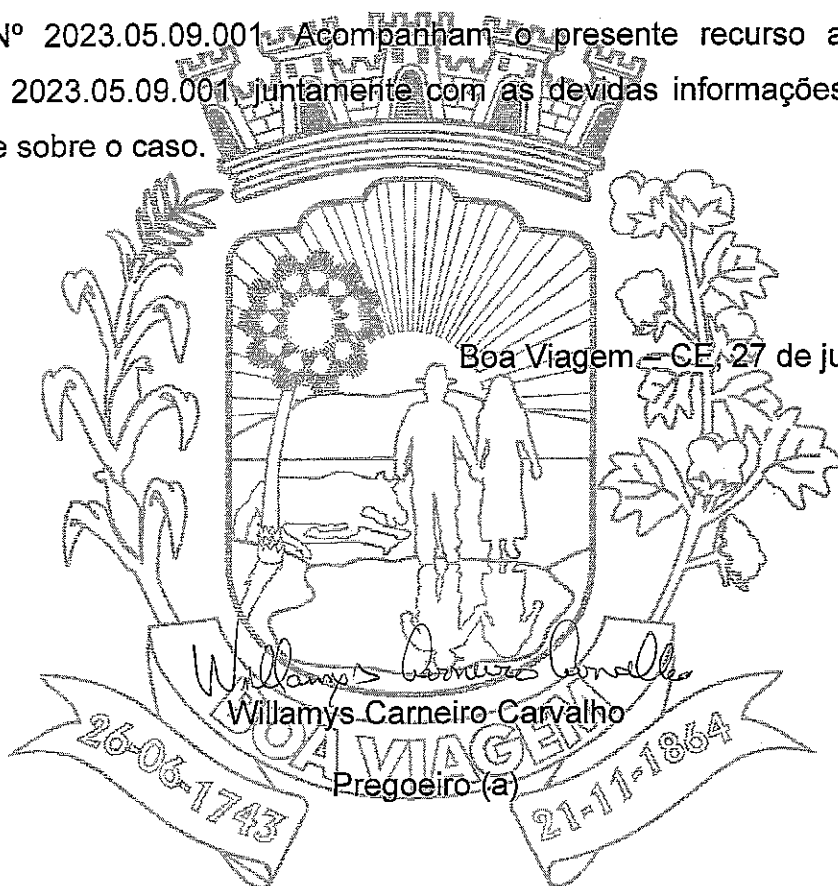 Nº 2023.05.09.001. Acompanham o presente recurso a
2023.05.09.001, juntamente com as devidas informações
e sobre o caso.
Boa Viagem – CE, 27 de ju
Willamys Carneiro Carvalho
Willamys Carneiro Carvalho
Pregoeiro (a)
BOA VIAGEM
26-06-1743
21-11-1864